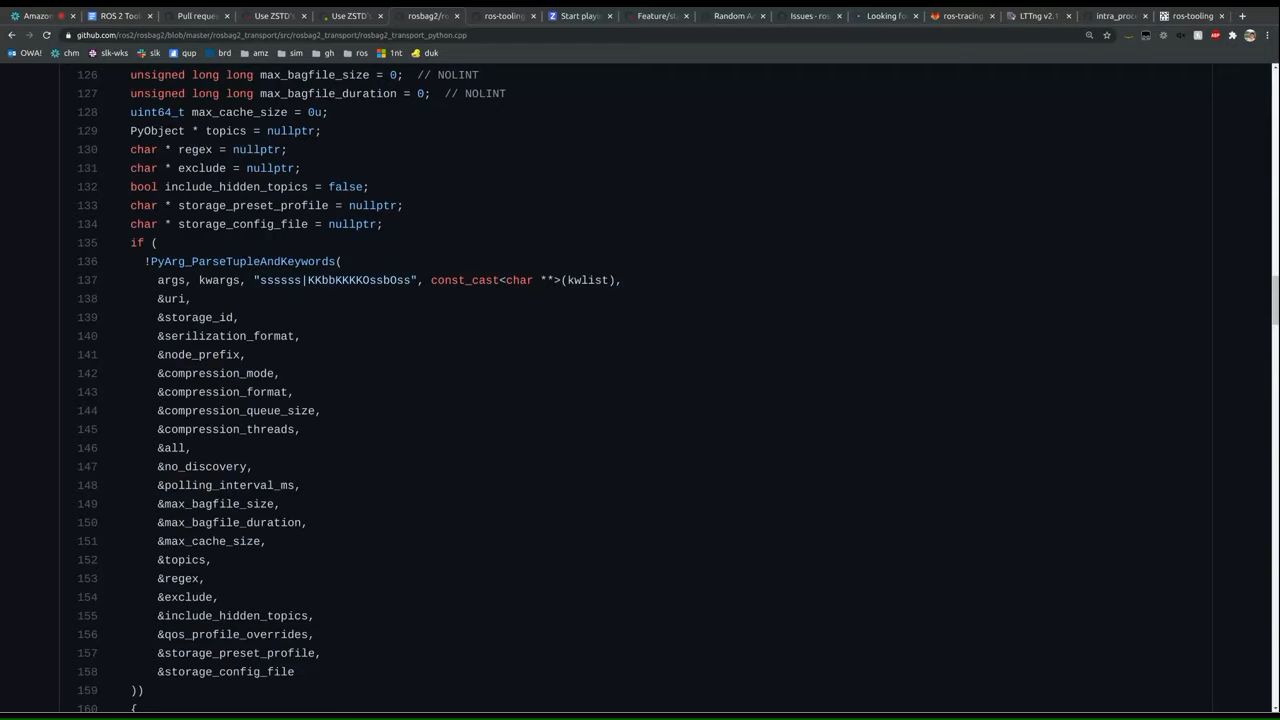 Amazon
ROS 2 Tool
Pull reque
Use ZSTD's
Use ZSTD's
rosbag2/ro
ros-tooling
Start playi
Feature/st
Random A
Issues · ros
Looking fo
ros-tracing
LTTng v2.1
intra_proc
ros-tooling
github.com/ros2/rosbag2/blob/master/rosbag2_transport/src/rosbag2_transport/rosbag2_transport_python.cpp
OWA! chm slk-wks slk qup brd amz sim gh ros 1nt duk
126 unsigned long long max_bagfile_size = 0; // NOLINT
127 unsigned long long max_bagfile_duration = 0; // NOLINT
128 uint64_t max_cache_size = 0u;
129 PyObject * topics = nullptr;
130 char * regex = nullptr;
131 char * exclude = nullptr;
132 bool include_hidden_topics = false;
133 char * storage_preset_profile = nullptr;
134 char * storage_config_file = nullptr;
135 if (
136 !PyArg_ParseTupleAndKeywords(
137 args, kwargs, "ssssss|KKbbKKKKOssbOss", const_cast<char **>(kwlist),
138 &uri,
139 &storage_id,
140 &serilization_format,
141 &node_prefix,
142 &compression_mode,
143 &compression_format,
144 &compression_queue_size,
145 &compression_threads,
146 &all,
147 &no_discovery,
148 &polling_interval_ms,
149 &max_bagfile_size,
150 &max_bagfile_duration,
151 &max_cache_size,
152 &topics,
153 &regex,
154 &exclude,
155 &include_hidden_topics,
156 &qos_profile_overrides,
157 &storage_preset_profile,
158 &storage_config_file
159 ))
160 {